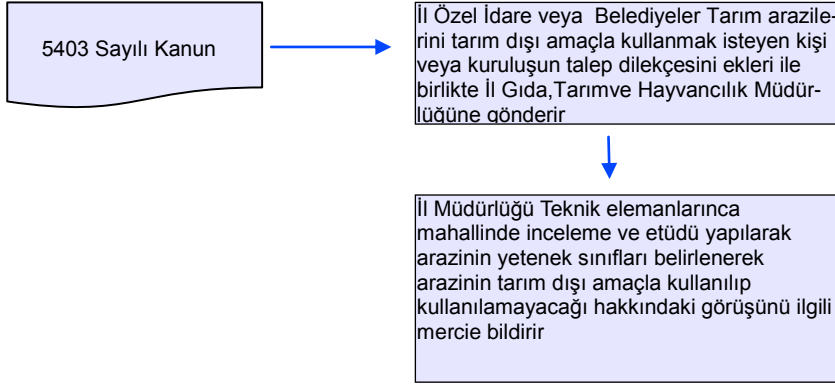 5403 Sayılı Kanun
İl Özel İdare veya  Belediyeler Tarım arazile-
rini tarım dışı amaçla kullanmak isteyen kişi
veya kuruluşun talep dilekçesini ekleri ile
birlikte İl Gıda,Tarımve Hayvancılık Müdür-
lüğüne gönderir
İl Müdürlüğü Teknik elemanlarınca
mahallinde inceleme ve etüdü yapılarak
arazinin yetenek sınıfları belirlenerek
arazinin tarım dışı amaçla kullanılıp
kullanılamayacağı hakkındaki görüşünü ilgili
mercie bildirir